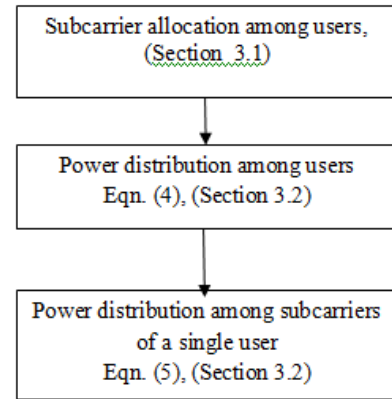 Subcarrier allocation among users,
(Section 3.1)
Power distribution among users
Eqn. (4), (Section 3.2)
Power distribution among subcarriers
of a single user
Eqn. (5), (Section 3.2)